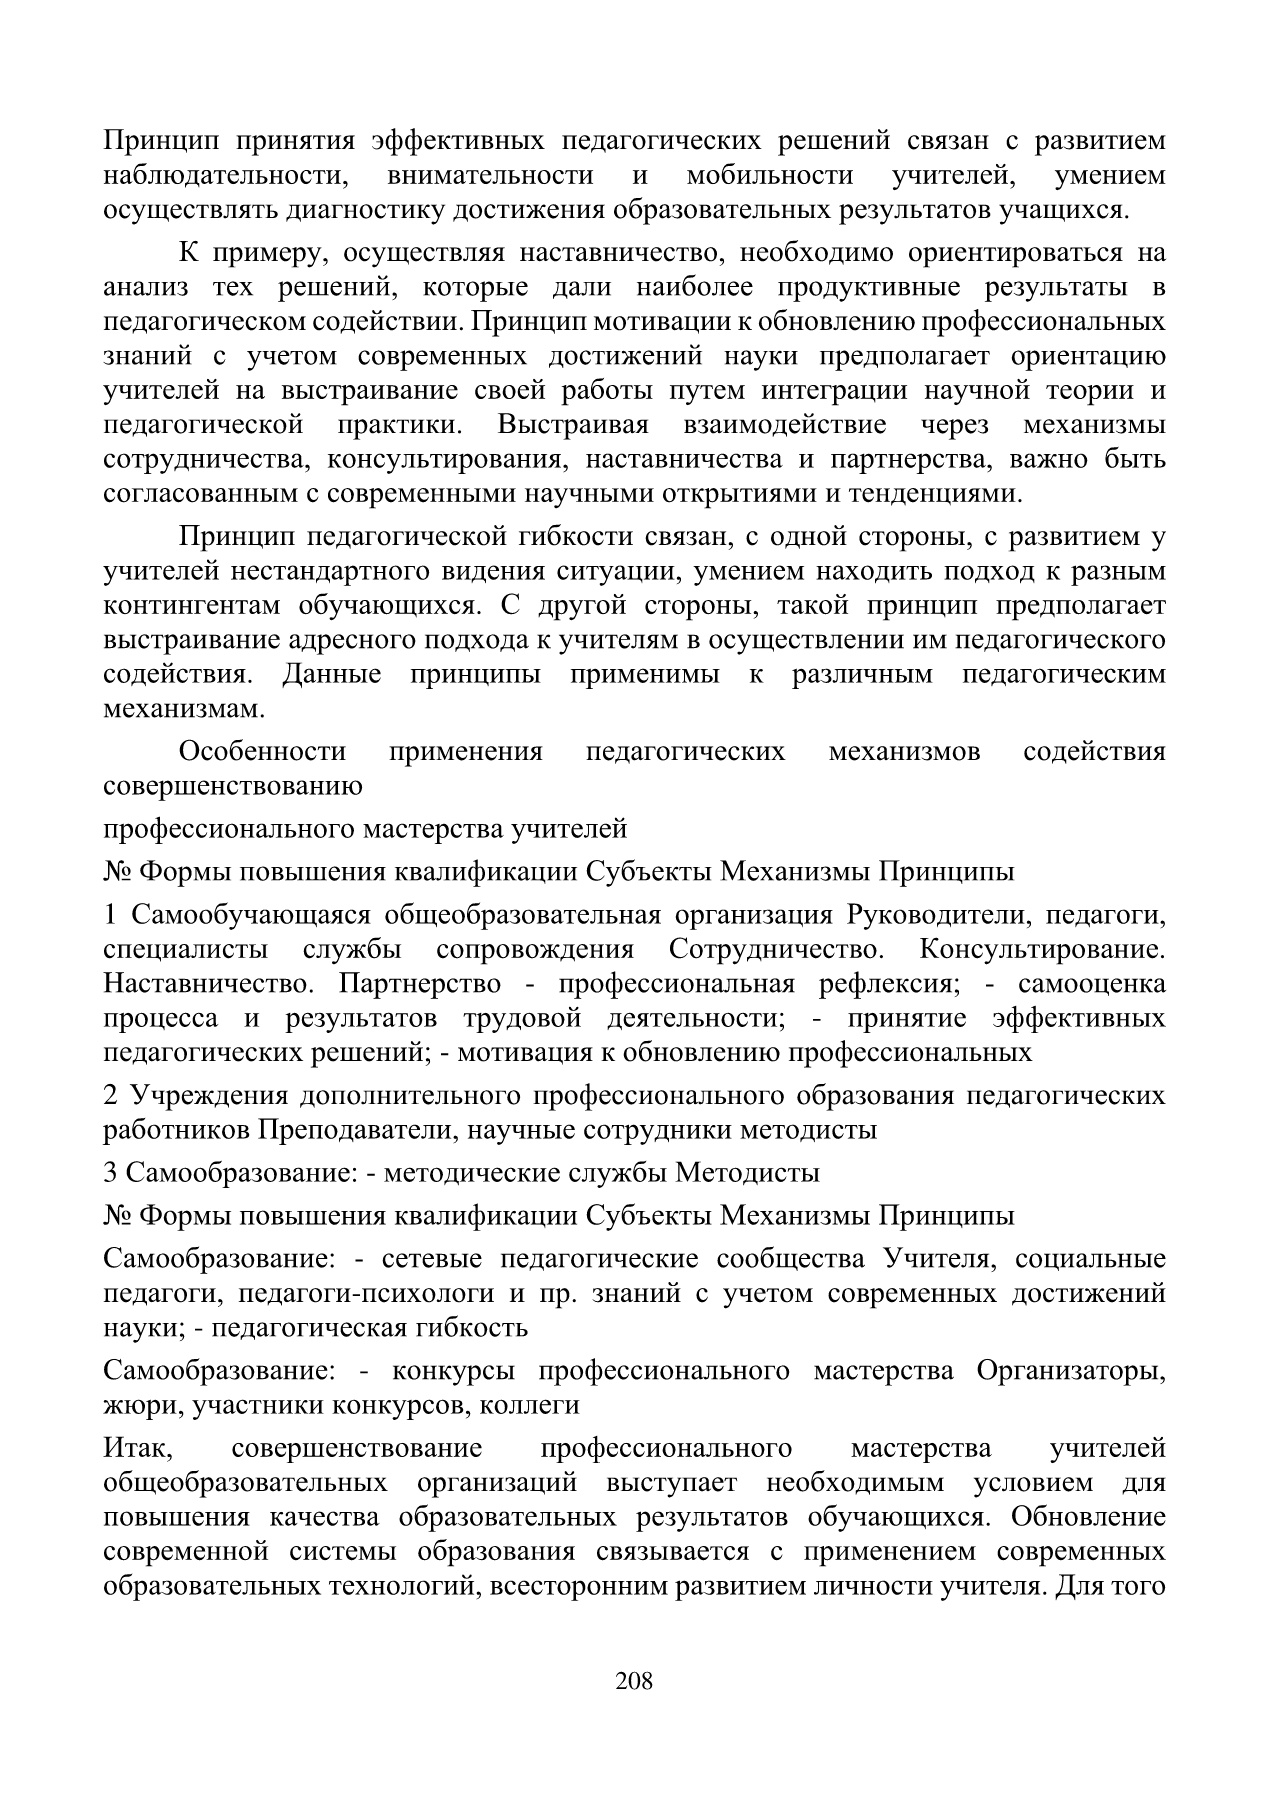 Принцип принятия эффективных педагогических решений связан с развитием
наблюдательности, внимательности и мобильности учителей, умением
осуществлять диагностику достижения образовательных результатов учащихся.
К примеру, осуществляя наставничество, необходимо ориентироваться на
анализ тех решений, которые дали наиболее продуктивные результаты в
педагогическом содействии. Принцип мотивации к обновлению профессиональных
знаний с учетом современных достижений науки предполагает ориентацию
учителей на выстраивание своей работы путем интеграции научной теории и
педагогической практики. Выстраивая взаимодействие через механизмы
сотрудничества, консультирования, наставничества и партнерства, важно быть
согласованным с современными научными открытиями и тенденциями.
Принцип педагогической гибкости связан, с одной стороны, с развитием у
учителей нестандартного видения ситуации, умением находить подход к разным
контингентам обучающихся. С другой стороны, такой принцип предполагает
выстраивание адресного подхода к учителям в осуществлении им педагогического
содействия. Данные принципы применимы к различным педагогическим
механизмам.
Особенности применения педагогических механизмов содействия
совершенствованию
профессионального мастерства учителей
№ Формы повышения квалификации Субъекты Механизмы Принципы
1 Самообучающаяся общеобразовательная организация Руководители, педагоги,
специалисты службы сопровождения Сотрудничество. Консультирование.
Наставничество. Партнерство - профессиональная рефлексия; - самооценка
процесса и результатов трудовой деятельности; - принятие эффективных
педагогических решений; - мотивация к обновлению профессиональных
2 Учреждения дополнительного профессионального образования педагогических
работников Преподаватели, научные сотрудники методисты
3 Самообразование: - методические службы Методисты
№ Формы повышения квалификации Субъекты Механизмы Принципы
Самообразование: - сетевые педагогические сообщества Учителя, социальные
педагоги, педагоги-психологи и пр. знаний с учетом современных достижений
науки; - педагогическая гибкость
Самообразование: - конкурсы профессионального мастерства Организаторы,
жюри, участники конкурсов, коллеги
Итак, совершенствование профессионального мастерства учителей
общеобразовательных организаций выступает необходимым условием для
повышения качества образовательных результатов обучающихся. Обновление
современной системы образования связывается с применением современных
образовательных технологий, всесторонним развитием личности учителя. Для того
208